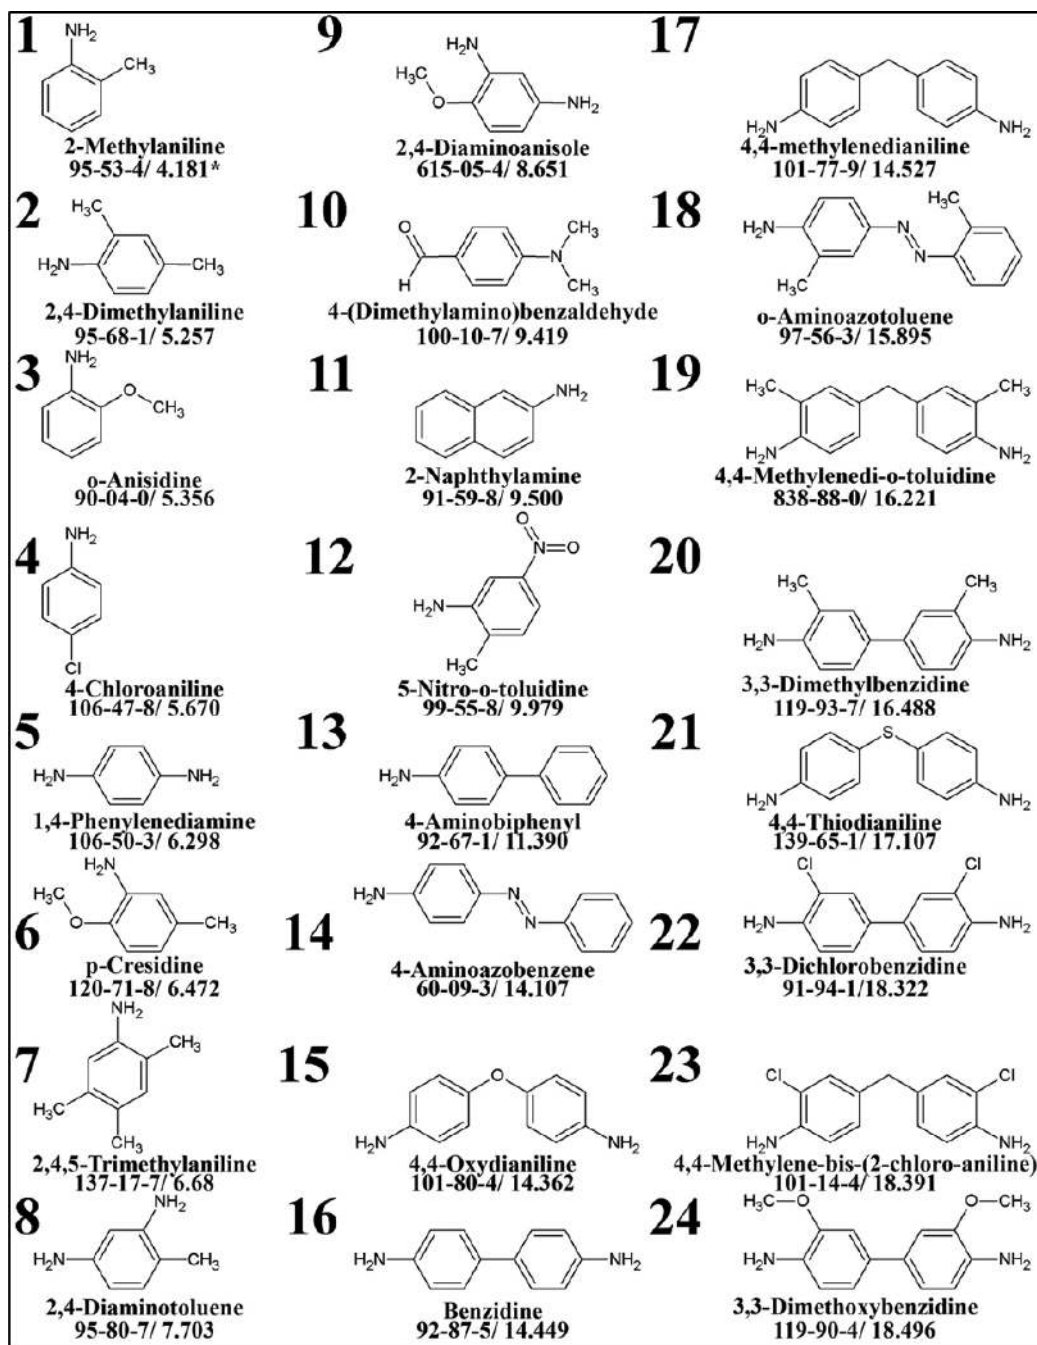 1
NH2
CH3
2-Methylaniline
95-53-4/ 4.181*
2
H3C
H2N
CH3
2,4-Dimethylaniline
95-68-1/ 5.257
3
NH2
O
CH3
o-Anisidine
90-04-0/ 5.356
4
NH2
Cl
4-Chloroaniline
106-47-8/ 5.670
5
H2N
NH2
1,4-Phenylenediamine
106-50-3/ 6.298
6
H2N
H3C
O
CH3
p-Cresidine
120-71-8/ 6.472
7
NH2
CH3
H3C
CH3
2,4,5-Trimethylaniline
137-17-7/ 6.68
8
NH2
H2N
CH3
2,4-Diaminotoluene
95-80-7/ 7.703
9
H2N
H3C
O
NH2
2,4-Diaminoanisole
615-05-4/ 8.651
10
O
H
CH3
N
CH3
4-(Dimethylamino)benzaldehyde
100-10-7/ 9.419
11
NH2
2-Naphthylamine
91-59-8/ 9.500
12
O
N
O
H2N
H3C
5-Nitro-o-toluidine
99-55-8/ 9.979
13
H2N
4-Aminobiphenyl
92-67-1/ 11.390
14
H2N
N
N
4-Aminoazobenzene
60-09-3/ 14.107
15
O
H2N
NH2
4,4-Oxydianiline
101-80-4/ 14.362
16
H2N
NH2
Benzidine
92-87-5/ 14.449
17
H2N
NH2
4,4-methylenedianiline
101-77-9/ 14.527
18
H2N
CH3
N
N
H3C
o-Aminoazotoluene
97-56-3/ 15.895
19
H3C
CH3
H2N
NH2
4,4-Methylenedi-o-toluidine
838-88-0/ 16.221
20
H3C
CH3
H2N
NH2
3,3-Dimethylbenzidine
119-93-7/ 16.488
21
S
H2N
NH2
4,4-Thiodianiline
139-65-1/ 17.107
22
Cl
Cl
H2N
NH2
3,3-Dichlorobenzidine
91-94-1/18.322
23
Cl
Cl
H2N
NH2
4,4-Methylene-bis-(2-chloro-aniline)
101-14-4/ 18.391
24
H3C
O
O
CH3
H2N
NH2
3,3-Dimethoxybenzidine
119-90-4/ 18.496